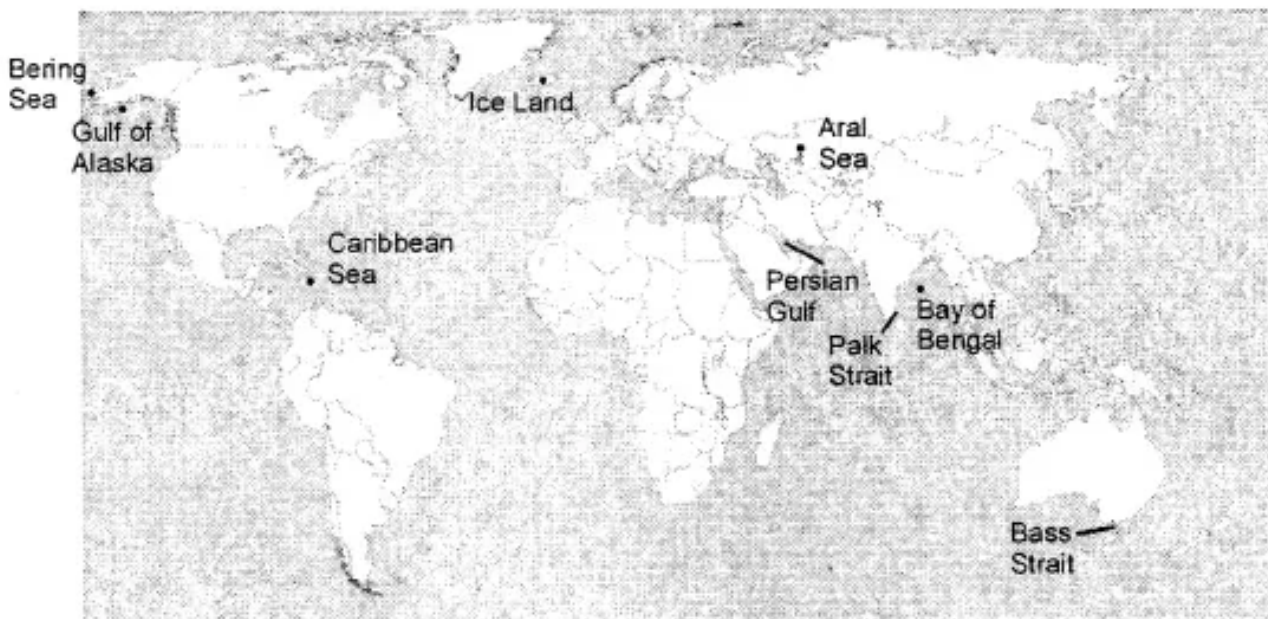 Bering
Sea
Gulf of
Alaska
Ice Land
Aral
Sea
Caribbean
Sea
Persian
Gulf
Palk
Strait
Bay of
Bengal
Bass
Strait